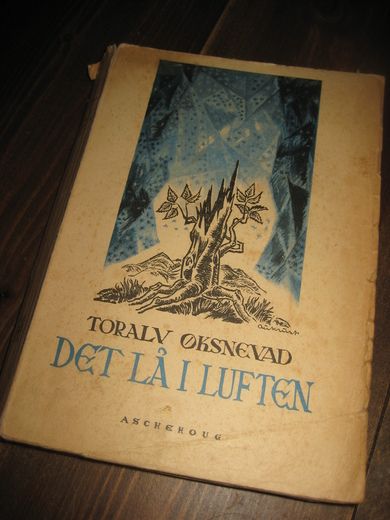 TORALV ØKSNEVAD
DET LÅ I LUFTEN
ASCHEHOUG